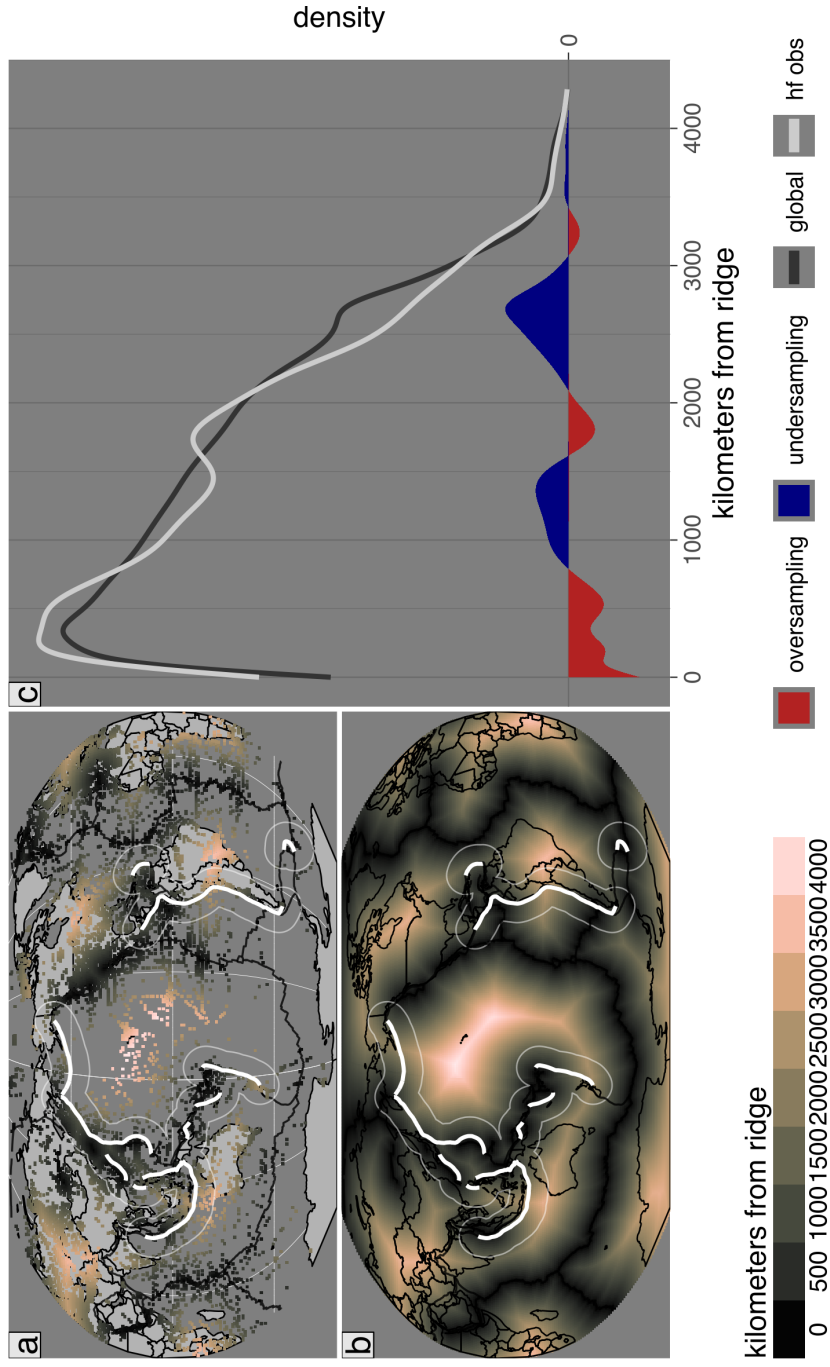 a
b
kilometers from ridge
0 500 1000 1500 2000 2500 3000 3500 4000
c
density
0
0 1000 2000 3000 4000
kilometers from ridge
oversampling undersampling global hf obs